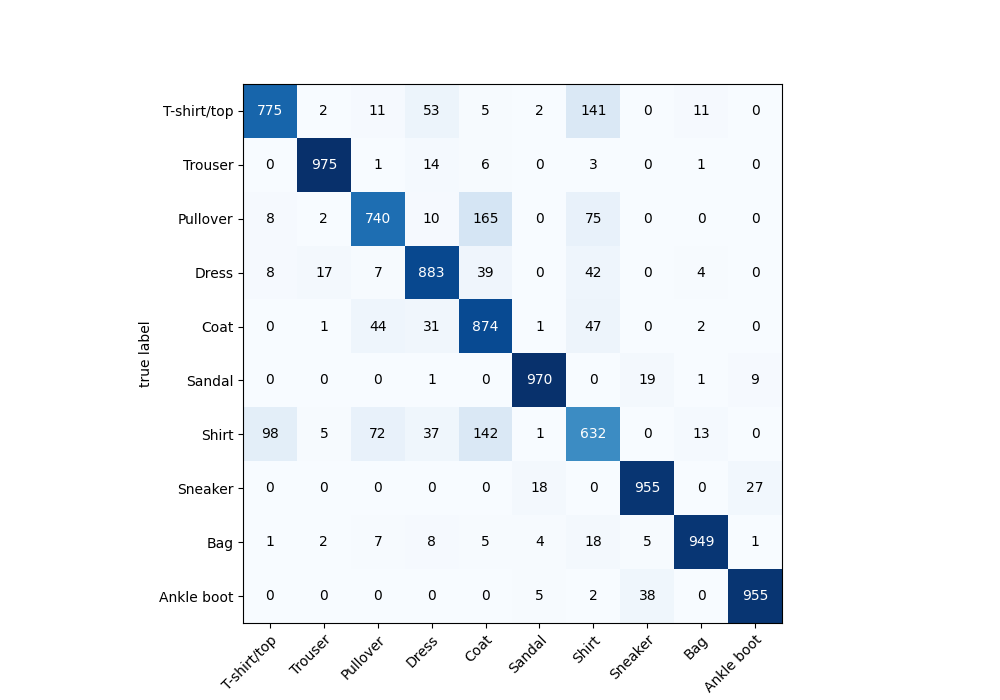 T-shirt/top 775 2 11 53 5 2 141 0 11 0
Trouser 0 975 1 14 6 0 3 0 1 0
Pullover 8 2 740 10 165 0 75 0 0 0
Dress 8 17 7 883 39 0 42 0 4 0
Coat 0 1 44 31 874 1 47 0 2 0
Sandal 0 0 0 1 0 970 0 19 1 9
Shirt 98 5 72 37 142 1 632 0 13 0
Sneaker 0 0 0 0 0 18 0 955 0 27
Bag 1 2 7 8 5 4 18 5 949 1
Ankle boot 0 0 0 0 0 5 2 38 0 955
true label
T-shirt/top Trouser Pullover Dress Coat Sandal Shirt Sneaker Bag Ankle boot